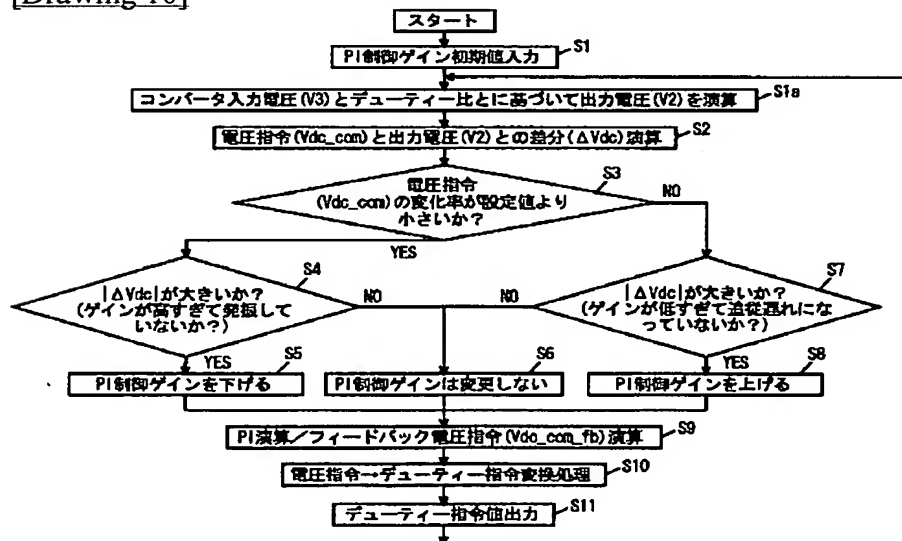 [Drawing 10]
スタート
PI制御ゲイン初期値入力
S1
コンバータ入力電圧(V3)とデューティー比とに基づいて出力電圧(V2)を演算
S1a
電圧指令(Vdc_com)と出力電圧(V2)との差分(ΔVdc)演算
S2
電圧指令
(Vdc_com)の変化率が設定値より
小さいか?
S3
NO
YES
|ΔVdc|が大きいか?
(ゲインが高すぎて発振して
いないか?)
S4
NO
YES
|ΔVdc|が大きいか?
(ゲインが低すぎて追従遅れにな
っていないか?)
S7
NO
YES
PI制御ゲインを下げる
S5
PI制御ゲインは変更しない
S6
PI制御ゲインを上げる
S8
PI演算/フィードバック電圧指令(Vdc_com_fb)演算
S9
電圧指令→デューティー指令変換処理
S10
デューティー指令値出力
S11